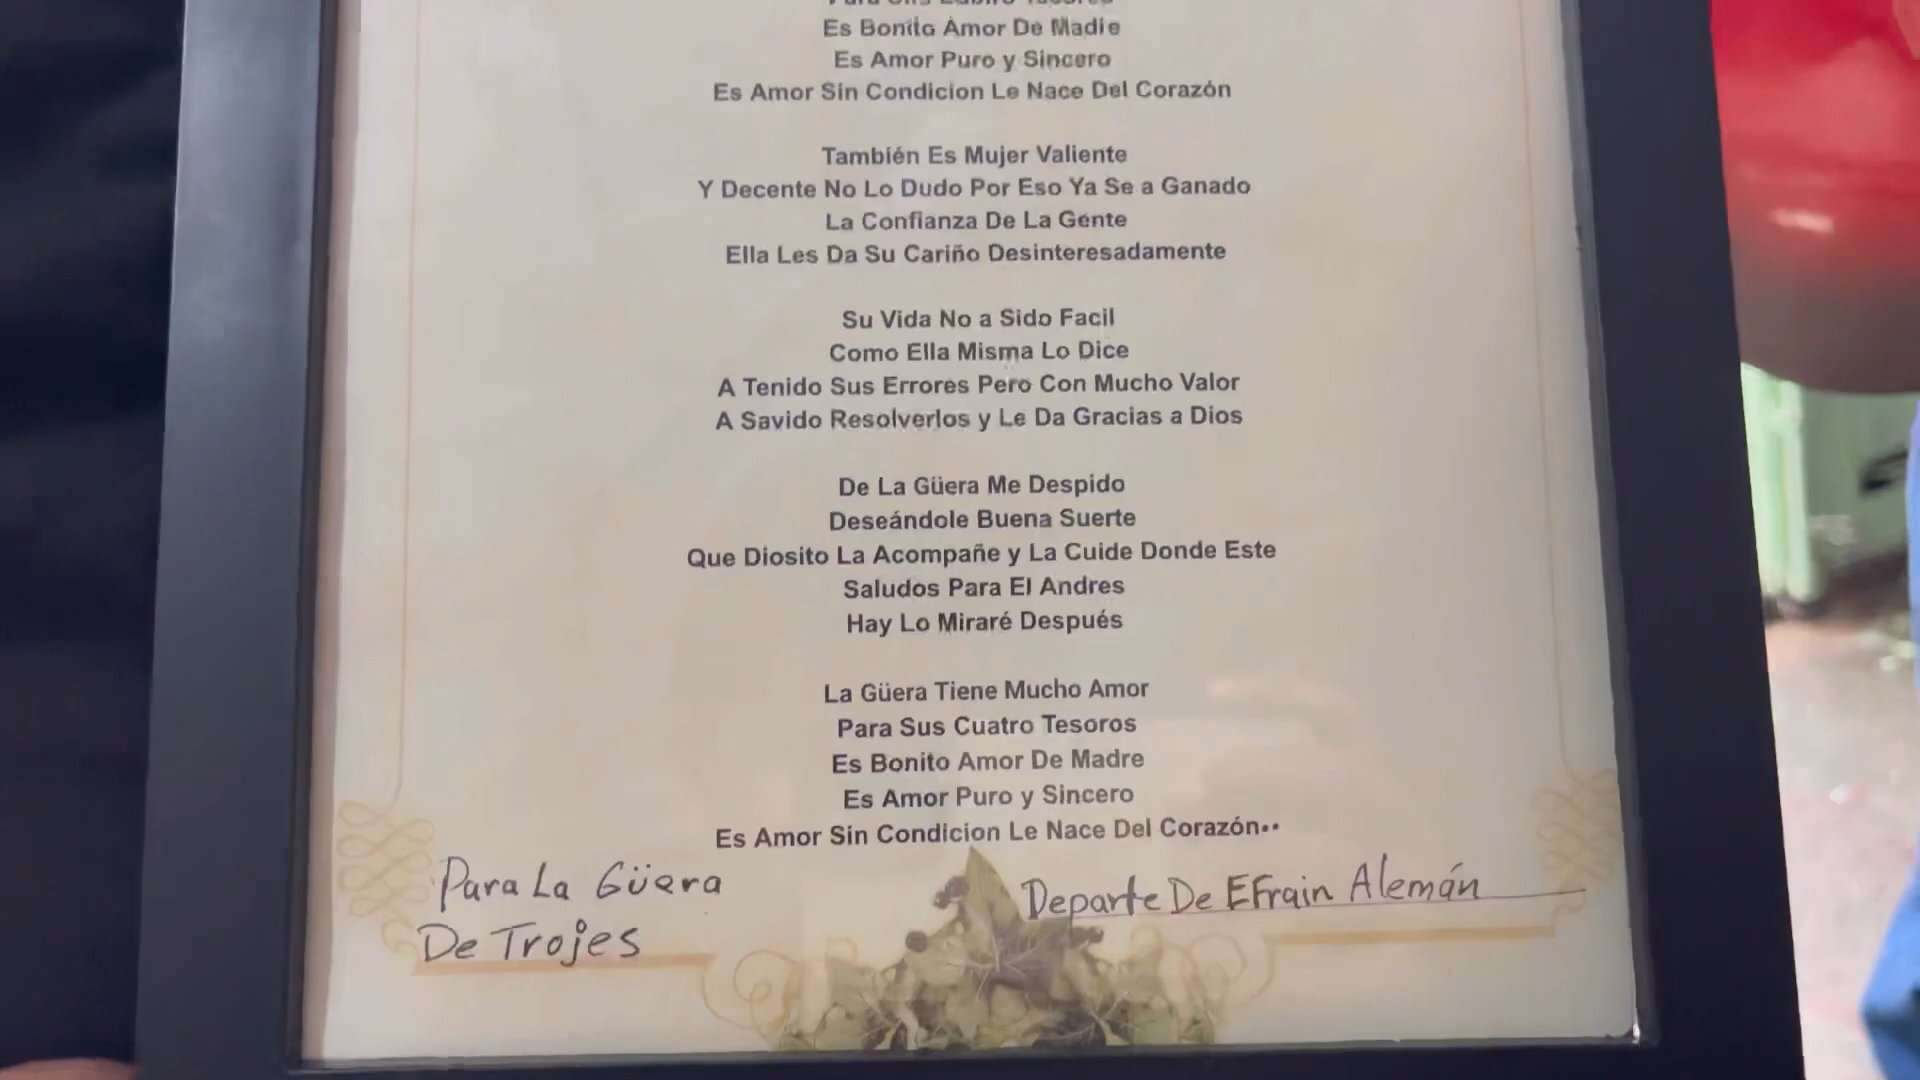 Es Bonito Amor De Madre
Es Amor Puro y Sincero
Es Amor Sin Condicion Le Nace Del Corazón
También Es Mujer Valiente
Y Decente No Lo Dudo Por Eso Ya Se a Ganado
La Confianza De La Gente
Ella Les Da Su Cariño Desinteresadamente
Su Vida No a Sido Facil
Como Ella Misma Lo Dice
A Tenido Sus Errores Pero Con Mucho Valor
A Savido Resolverlos y Le Da Gracias a Dios
De La Güera Me Despido
Deseándole Buena Suerte
Que Diosito La Acompañe y La Cuide Donde Este
Saludos Para El Andres
Hay Lo Miraré Después
La Güera Tiene Mucho Amor
Para Sus Cuatro Tesoros
Es Bonito Amor De Madre
Es Amor Puro y Sincero
Es Amor Sin Condicion Le Nace Del Corazón••
Para La Güera
De Trojes
Departe De Efrain Alemán